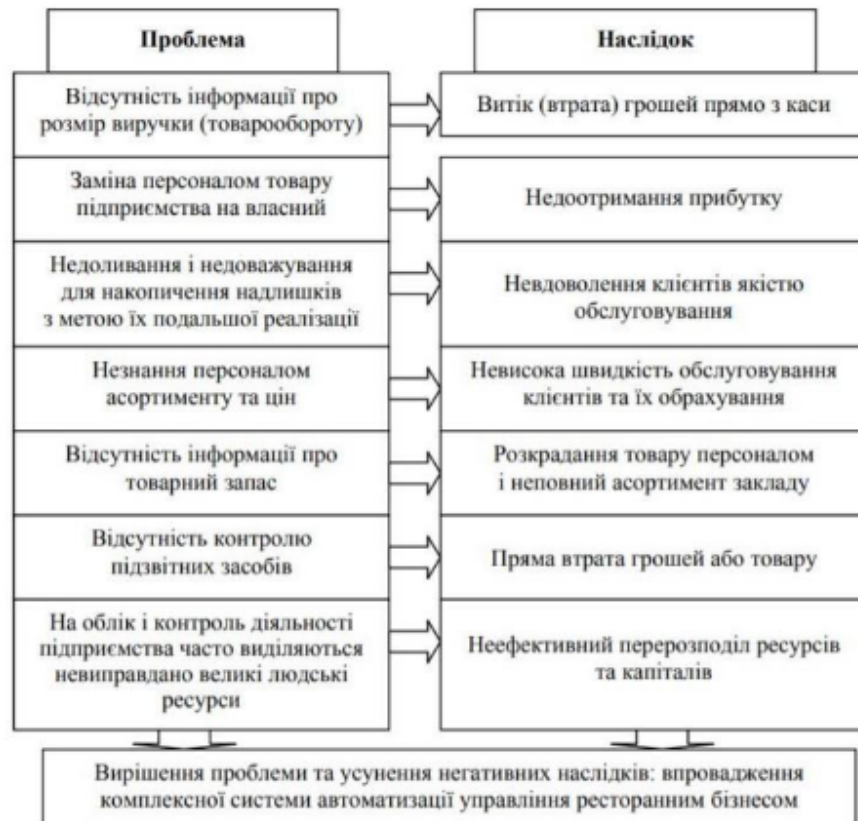 Проблема
Наслідок
Відсутність інформації про
розмір виручки (товарообороту)
Витік (втрата) грошей прямо з каси
Заміна персоналом товару
підприємства на власний
Недоотримання прибутку
Недоливання і недоважування
для накопичення надлишків
з метою їх подальшої реалізації
Невдоволення клієнтів якістю
обслуговування
Незнання персоналом
асортименту та цін
Невисока швидкість обслуговування
клієнтів та їх обрахування
Відсутність інформації про
товарний запас
Розкрадання товару персоналом
і неповний асортимент закладу
Відсутність контролю
підзвітних засобів
Пряма втрата грошей або товару
На облік і контроль діяльності
підприємства часто виділяються
невиправдано великі людські
ресурси
Неефективний перерозподіл ресурсів
та капіталів
Вирішення проблеми та усунення негативних наслідків: впровадження
комплексної системи автоматизації управління ресторанним бізнесом